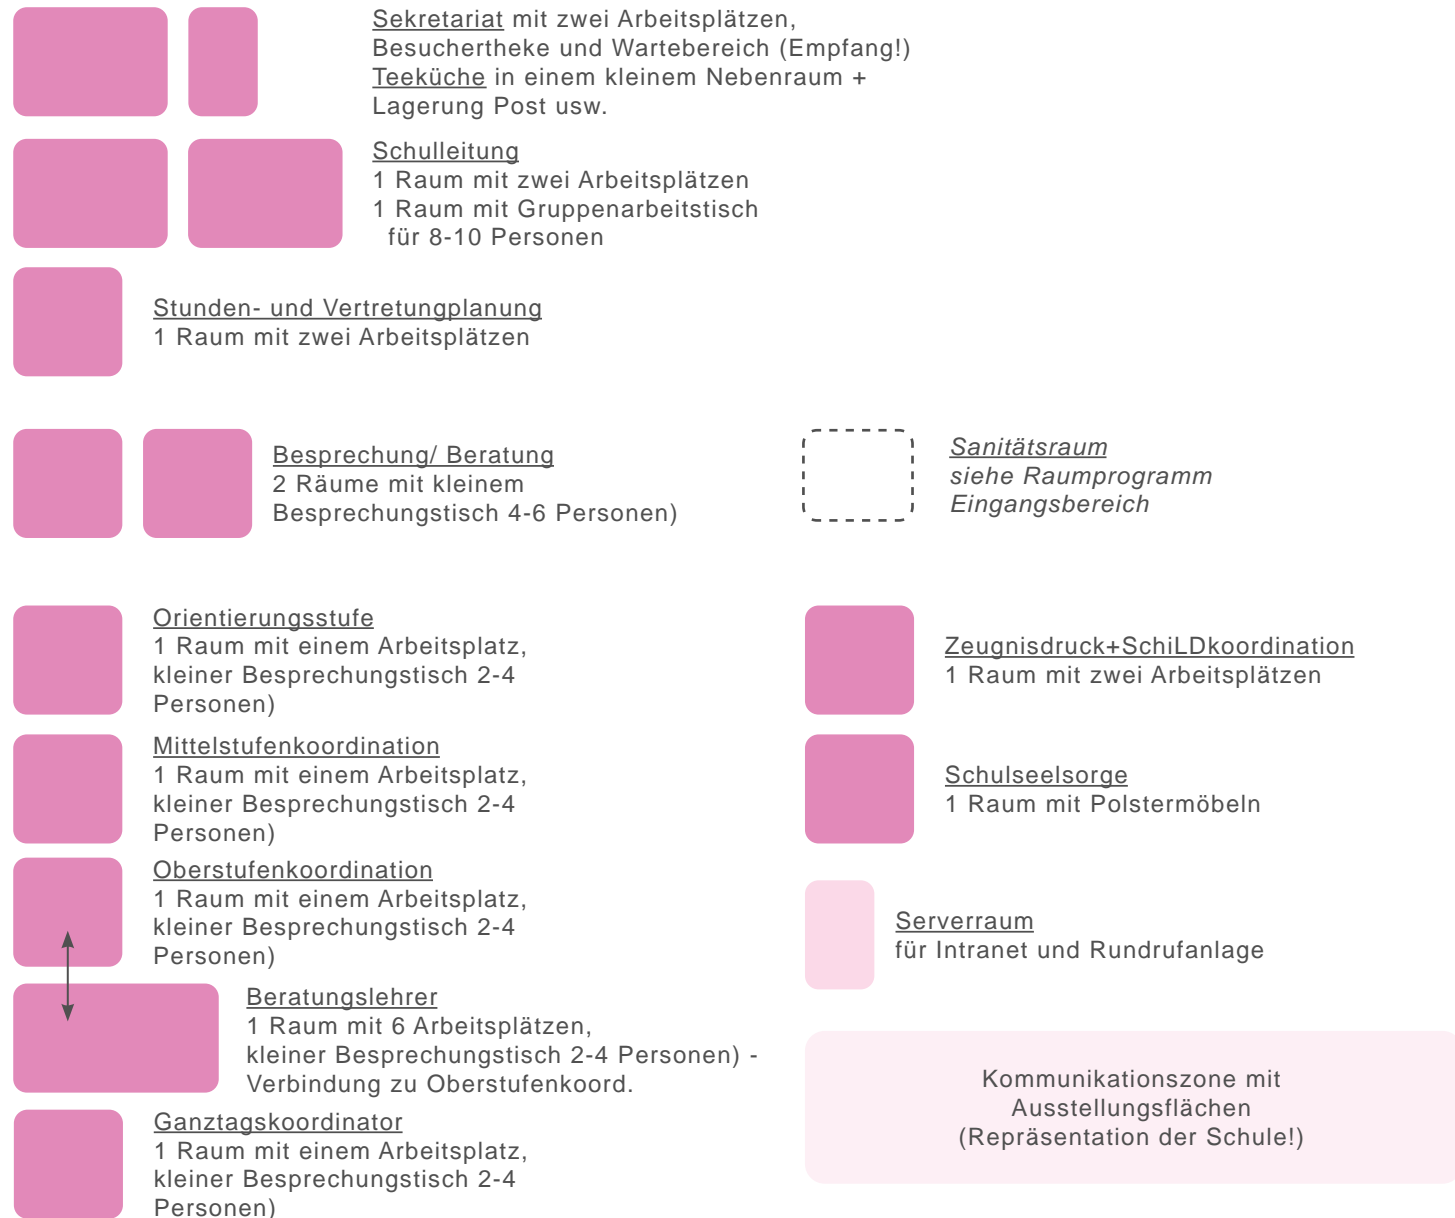 Sekretariat mit zwei Arbeitsplätzen,
Besuchertheke und Wartebereich (Empfang!)
Teeküche in einem kleinem Nebenraum +
Lagerung Post usw.
Schulleitung
1 Raum mit zwei Arbeitsplätzen
1 Raum mit Gruppenarbeitstisch
für 8-10 Personen
Stunden- und Vertretungplanung
1 Raum mit zwei Arbeitsplätzen
Besprechung/ Beratung
2 Räume mit kleinem
Besprechungstisch 4-6 Personen)
Sanitätsraum
siehe Raumprogramm
Eingangsbereich
Orientierungsstufe
1 Raum mit einem Arbeitsplatz,
kleiner Besprechungstisch 2-4
Personen)
Mittelstufenkoordination
1 Raum mit einem Arbeitsplatz,
kleiner Besprechungstisch 2-4
Personen)
Oberstufenkoordination
1 Raum mit einem Arbeitsplatz,
kleiner Besprechungstisch 2-4
Personen)
Beratungslehrer
1 Raum mit 6 Arbeitsplätzen,
kleiner Besprechungstisch 2-4 Personen) -
Verbindung zu Oberstufenkoord.
Ganztagskoordinator
1 Raum mit einem Arbeitsplatz,
kleiner Besprechungstisch 2-4
Personen)
Zeugnisdruck+SchiLDkoordination
1 Raum mit zwei Arbeitsplätzen
Schulseelsorge
1 Raum mit Polstermöbeln
Serverraum
für Intranet und Rundrufanlage
Kommunikationszone mit
Ausstellungsflächen
(Repräsentation der Schule!)